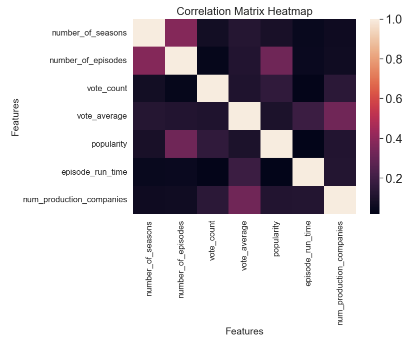 Correlation Matrix Heatmap
Features
number_of_seasons
number_of_episodes
vote_count
vote_average
popularity
episode_run_time
num_production_companies
number_of_seasons
number_of_episodes
vote_count
vote_average
popularity
episode_run_time
num_production_companies
Features
1.0
0.8
0.6
0.4
0.2